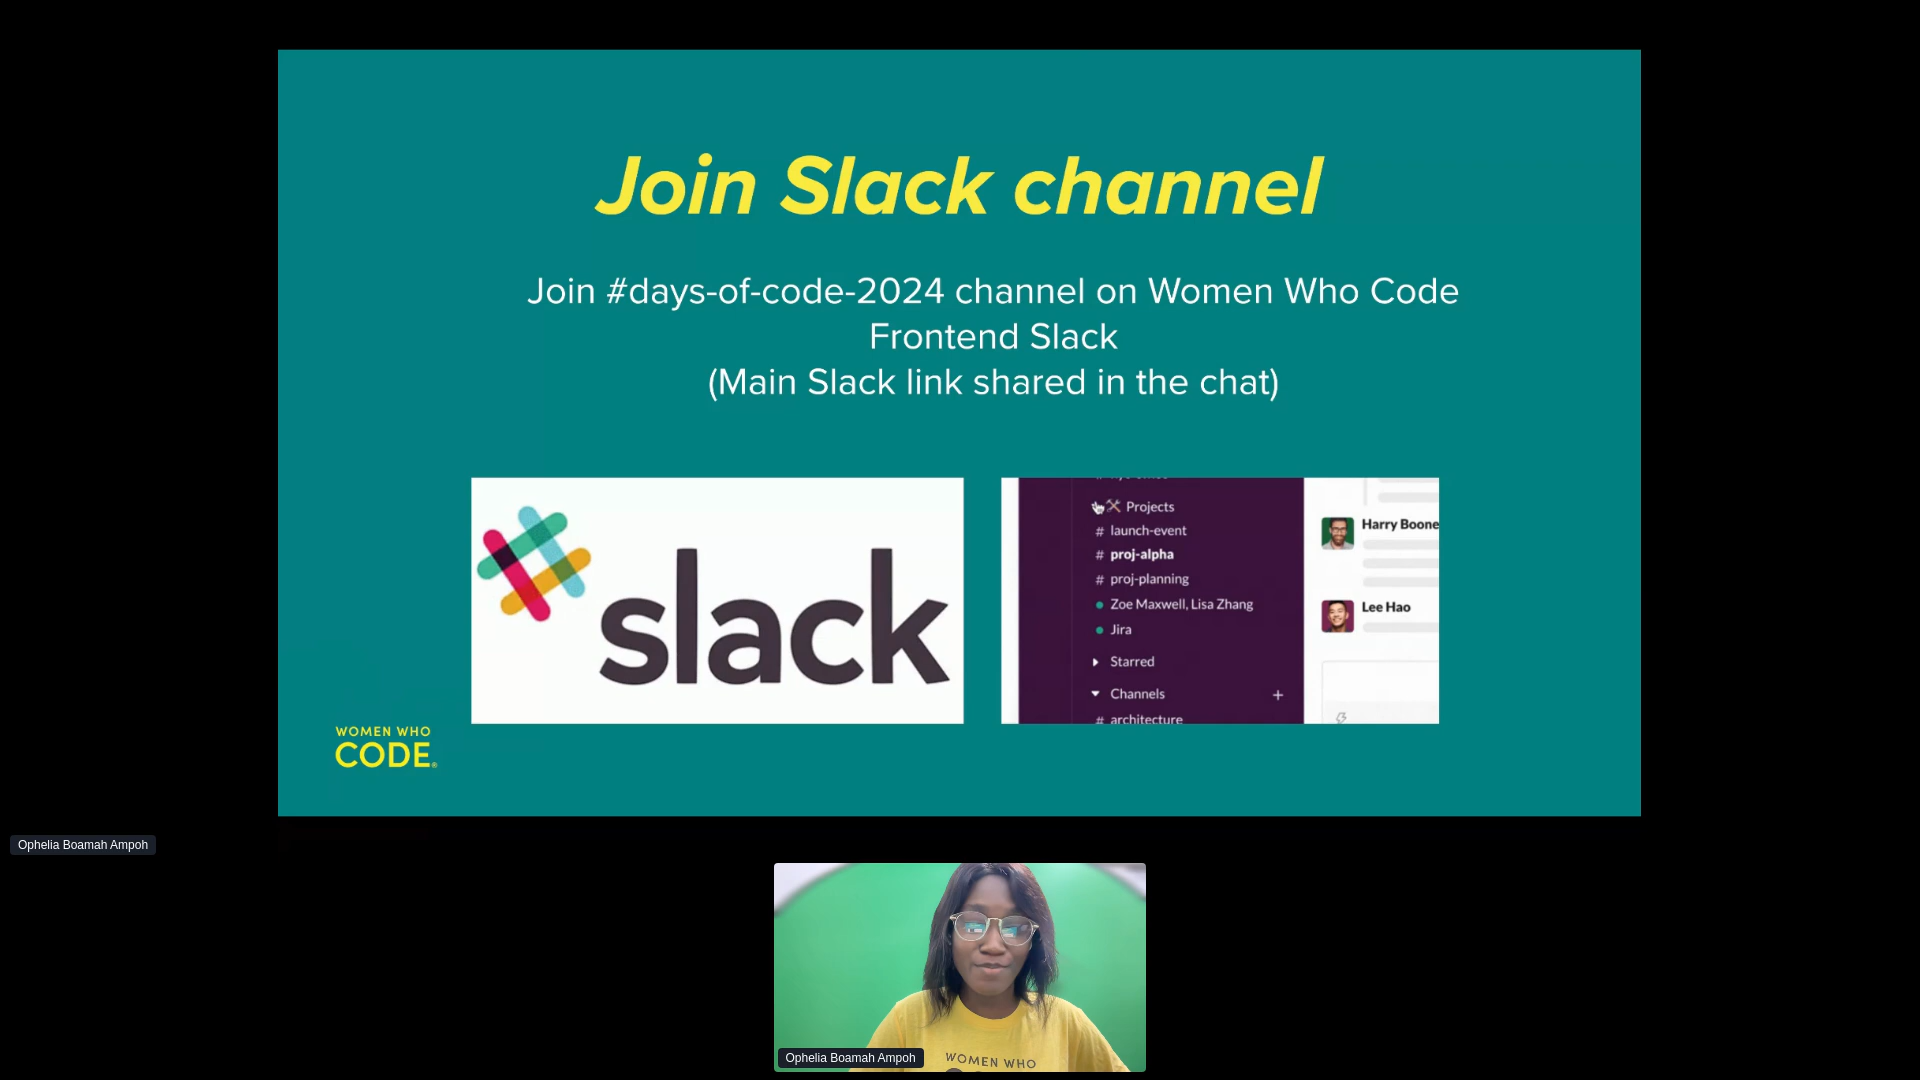 Join Slack channel
Join #days-of-code-2024 channel on Women Who Code
Frontend Slack
(Main Slack link shared in the chat)
slack
Projects
# launch-event
# proj-alpha
# proj-planning
Zoe Maxwell, Lisa Zhang
Jira
Starred
Channels +
# architecture
Harry Boone
Lee Hao
WOMEN WHO
CODE®
Ophelia Boamah Ampoh
WOMEN WHO
Ophelia Boamah Ampoh